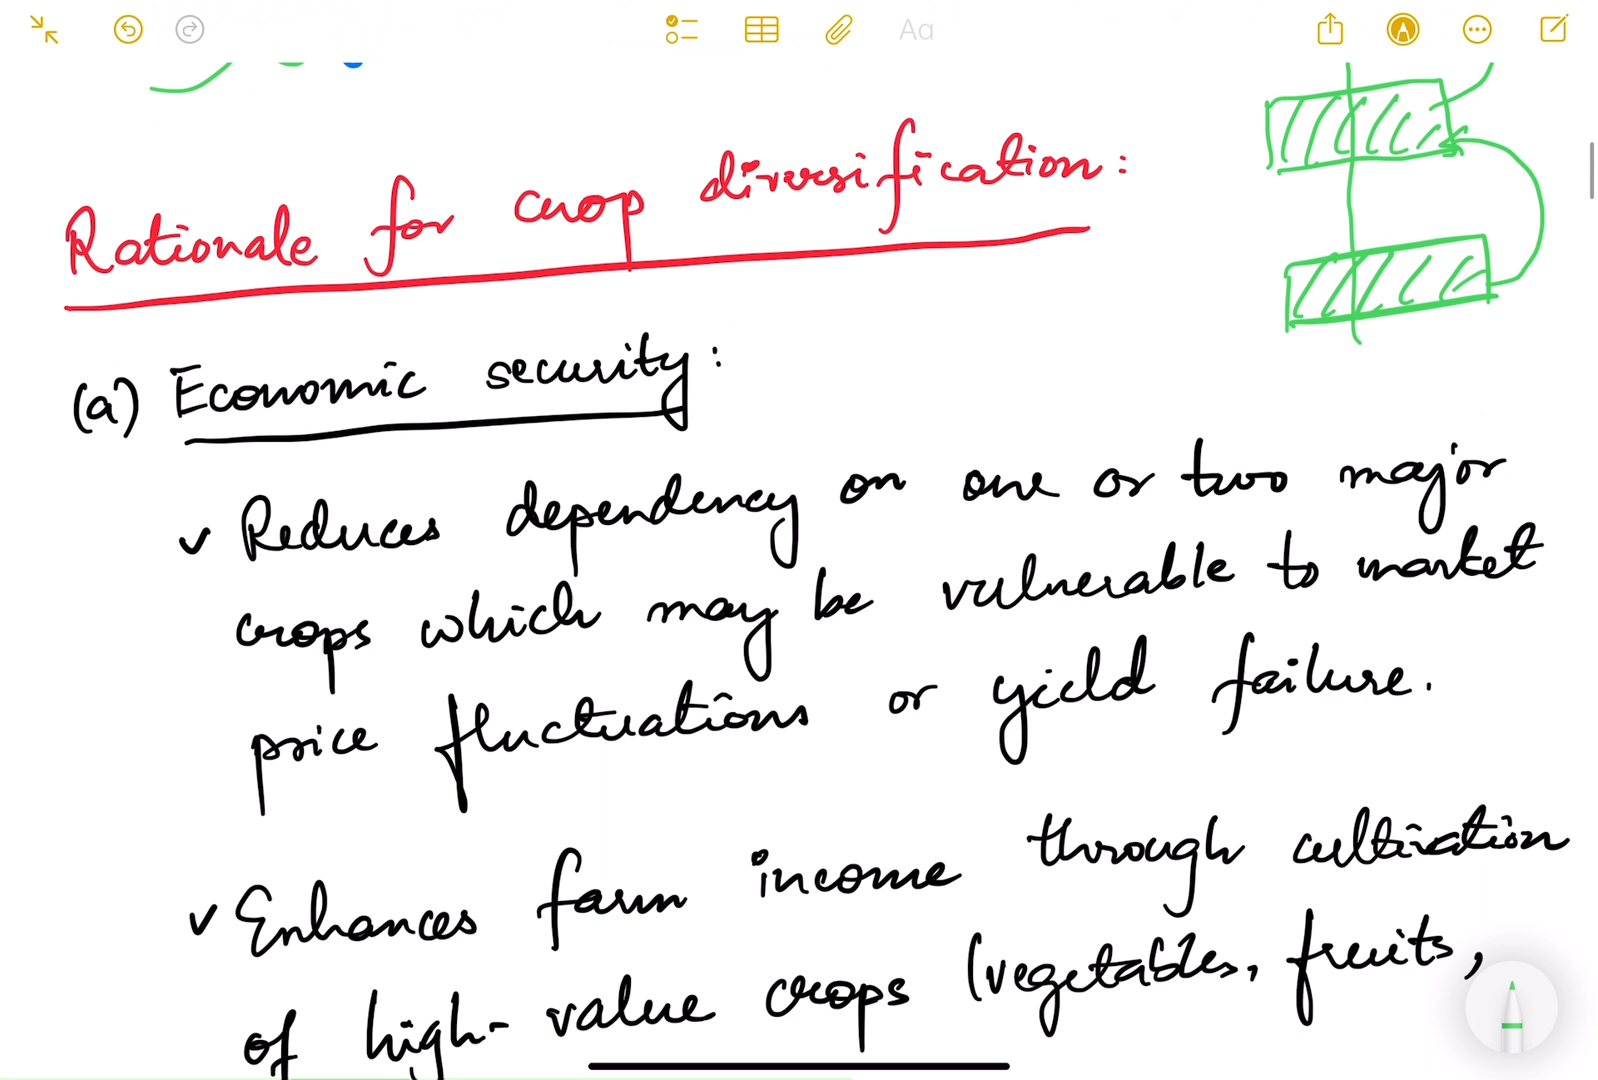 Aa
Rationale for crop diversification:
(a) Economic security:
✓ Reduces dependency on one or two major
crops which may be vulnerable to market
price fluctuations or yield failure.
✓ Enhances farm income through cultivation
of high-value crops (vegetables, fruits,